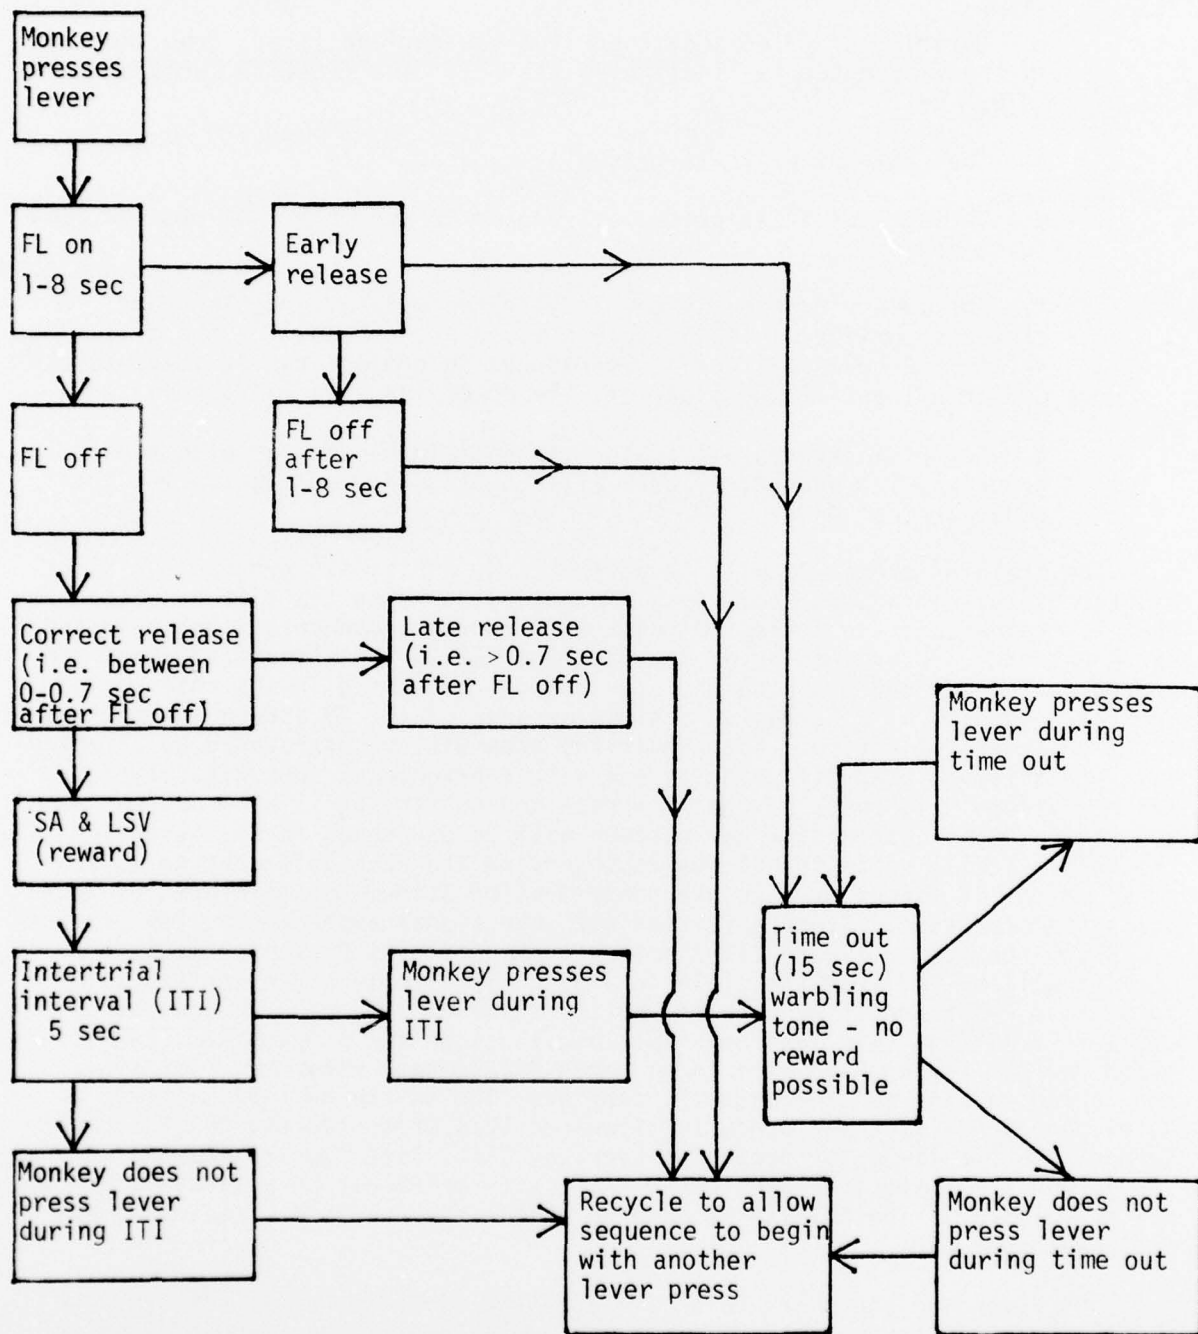 Monkey
presses
lever
FL on
1-8 sec
Early
release
FL off
FL off
after
1-8 sec
Correct release
(i.e. between
0-0.7 sec
after FL off)
Late release
(i.e. >0.7 sec
after FL off)
Monkey presses
lever during
time out
SA & LSV
(reward)
Time out
(15 sec)
warbling
tone - no
reward
possible
Intertrial
interval (ITI)
5 sec
Monkey presses
lever during
ITI
Monkey does not
press lever
during ITI
Recycle to allow
sequence to begin
with another
lever press
Monkey does not
press lever
during time out